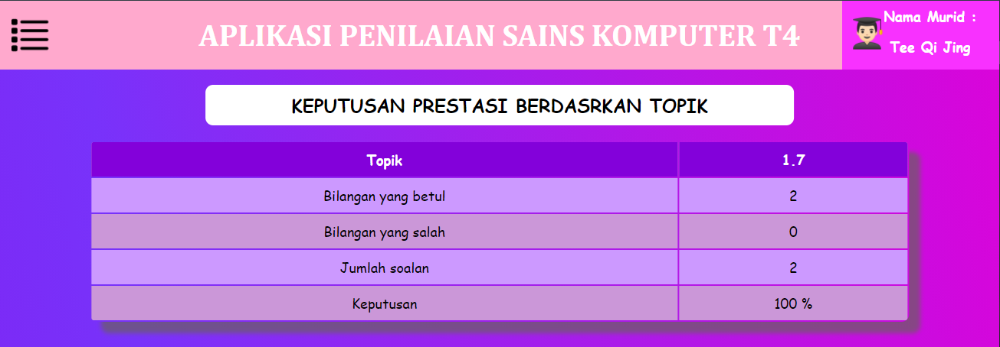 APLIKASI PENILAIAN SAINS KOMPUTER T4
Nama Murid :
Tee Qi Jing
KEPUTUSAN PRESTASI BERDASRKAN TOPIK
Topik 1.7
Bilangan yang betul 2
Bilangan yang salah 0
Jumlah soalan 2
Keputusan 100 %